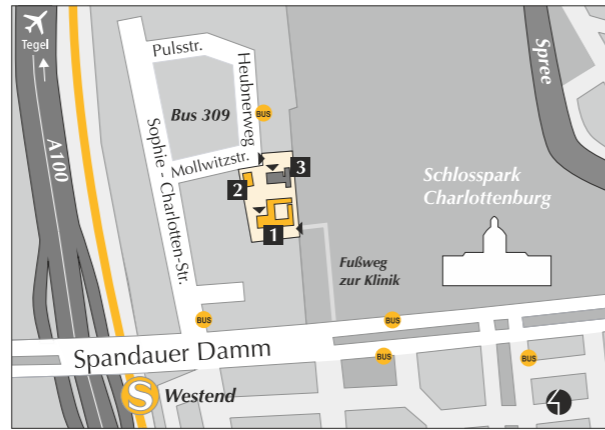 Tegel
A100
Pulsstr.
Heubnerweg
Bus 309
BUS
Sophie - Charlotten-Str.
Mollwitzstr.
3
2
1
Spree
Schlosspark
Charlottenburg
Fußweg
zur Klinik
BUS
BUS
BUS
BUS
Spandauer Damm
S
Westend